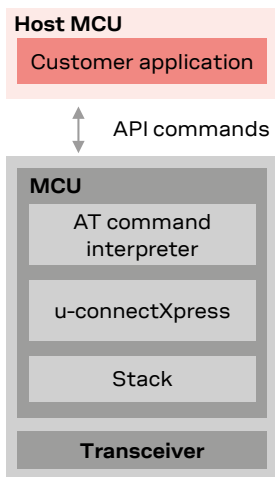 Host MCU
Customer application
API commands
MCU
AT command
interpreter
u-connectXpress
Stack
Transceiver